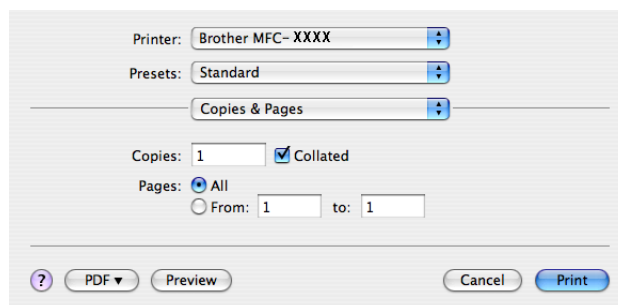 Printer: Brother MFC- XXXX
Presets: Standard
Copies & Pages
Copies: 1 Collated
Pages: All
From: 1 to: 1
? PDF ▼ Preview Cancel Print